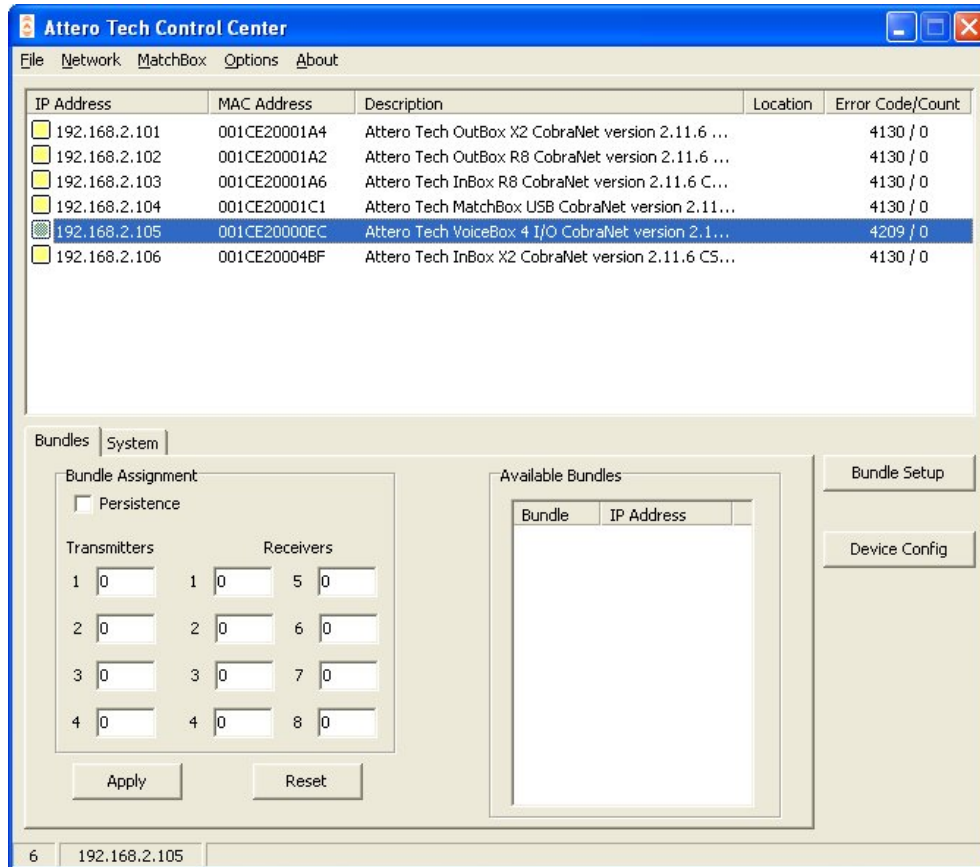 Attero Tech Control Center
File Network MatchBox Options About
IP Address MAC Address Description Location Error Code/Count
192.168.2.101 001CE20001A4 Attero Tech OutBox X2 CobraNet version 2.11.6 ... 4130 / 0
192.168.2.102 001CE20001A2 Attero Tech OutBox R8 CobraNet version 2.11.6 ... 4130 / 0
192.168.2.103 001CE20001A6 Attero Tech InBox R8 CobraNet version 2.11.6 C... 4130 / 0
192.168.2.104 001CE20001C1 Attero Tech MatchBox USB CobraNet version 2.11... 4130 / 0
192.168.2.105 001CE20000EC Attero Tech VoiceBox 4 I/O CobraNet version 2.1... 4209 / 0
192.168.2.106 001CE20004BF Attero Tech InBox X2 CobraNet version 2.11.6 CS... 4130 / 0
Bundles System
Bundle Assignment
Persistence
Transmitters Receivers
1 0 1 0 5 0
2 0 2 0 6 0
3 0 3 0 7 0
4 0 4 0 8 0
Apply Reset
Available Bundles
Bundle IP Address
Bundle Setup
Device Config
6 192.168.2.105